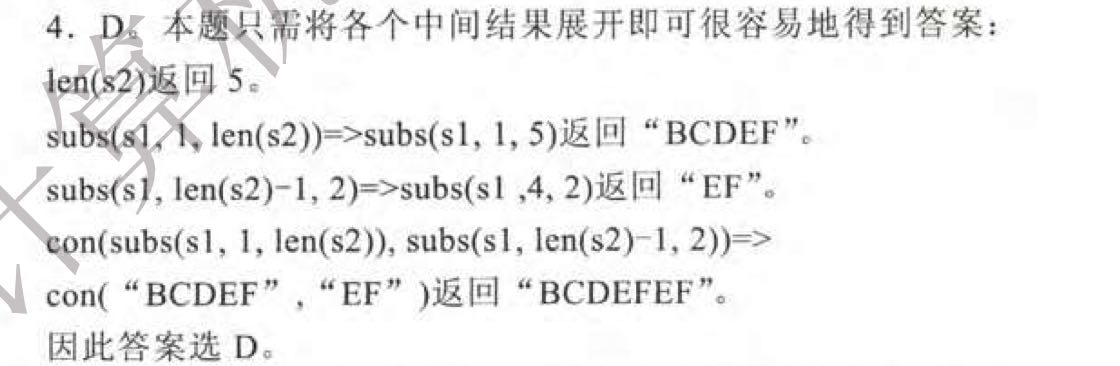 4. D。本题只需将各个中间结果展开即可很容易地得到答案：
len(s2)返回 5。
subs(s1, 1, len(s2))=>subs(s1, 1, 5)返回“BCDEF”。
subs(s1, len(s2)-1, 2)=>subs(s1 ,4, 2)返回“EF”。
con(subs(s1, 1, len(s2)), subs(s1, len(s2)-1, 2))=>
con(“BCDEF”,“EF”)返回“BCDEFEF”。
因此答案选 D。
计算机